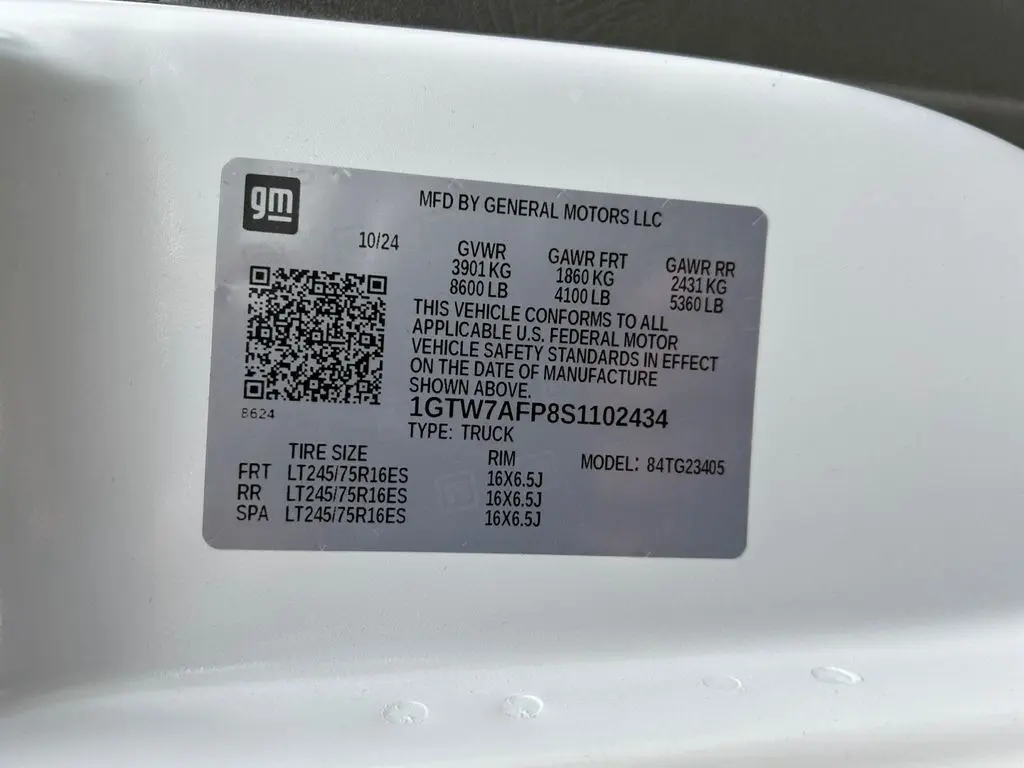 gm
MFD BY GENERAL MOTORS LLC
10/24
GVWR GAWR FRT GAWR RR
3901 KG 1860 KG 2431 KG
8600 LB 4100 LB 5360 LB
THIS VEHICLE CONFORMS TO ALL
APPLICABLE U.S. FEDERAL MOTOR
VEHICLE SAFETY STANDARDS IN EFFECT
ON THE DATE OF MANUFACTURE
SHOWN ABOVE.
8624
1GTW7AFP8S1102434
TYPE: TRUCK
TIRE SIZE RIM MODEL: 84TG23405
FRT LT245/75R16ES 16X6.5J
RR LT245/75R16ES 16X6.5J
SPA LT245/75R16ES 16X6.5J